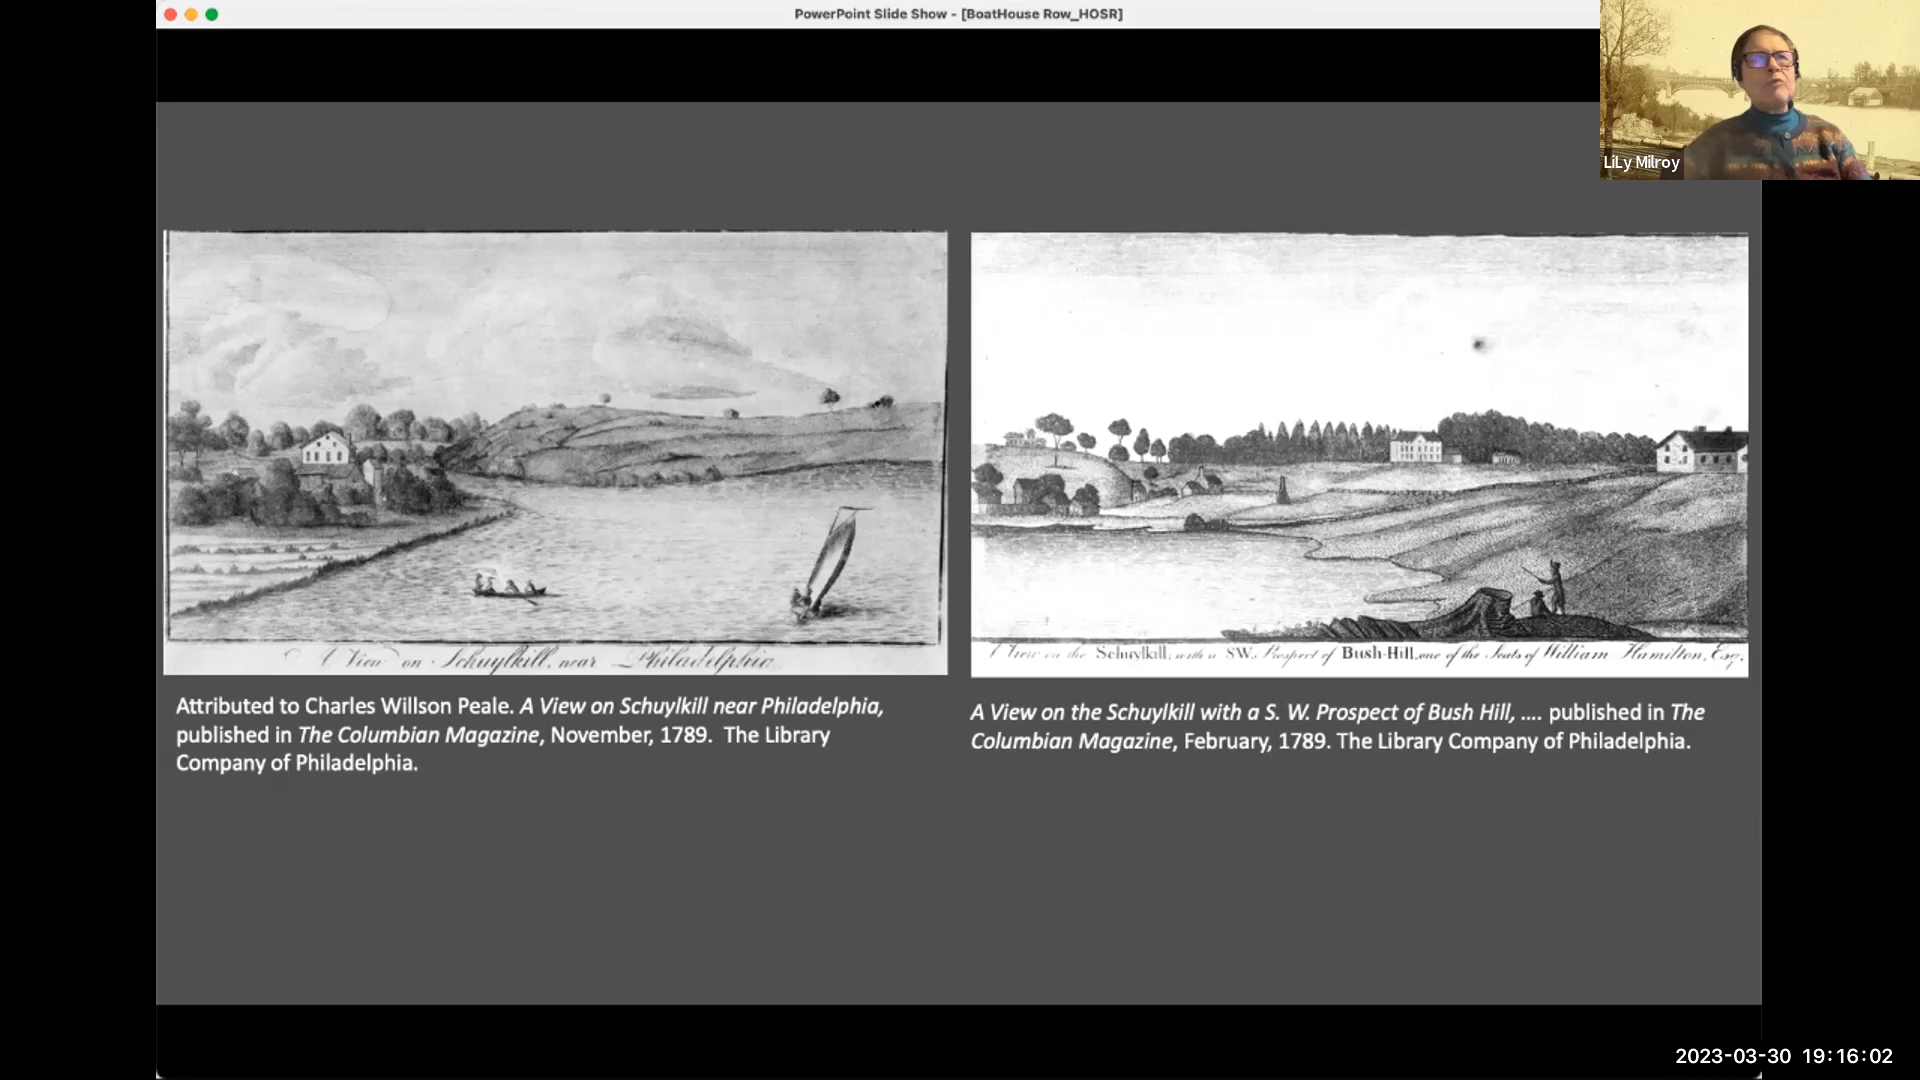 PowerPoint Slide Show - [BoatHouse Row_HOSR]
LiLy Milroy
A View on Schuylkill, near Philadelphia.
A View on the Schuylkill, with a SW. Prospect of Bush-Hill, one of the Seats of William Hamilton, Esqr.
Attributed to Charles Willson Peale. A View on Schuylkill near Philadelphia,
published in The Columbian Magazine, November, 1789. The Library
Company of Philadelphia.
A View on the Schuylkill with a S. W. Prospect of Bush Hill, .... published in The
Columbian Magazine, February, 1789. The Library Company of Philadelphia.
2023-03-30 19:16:02